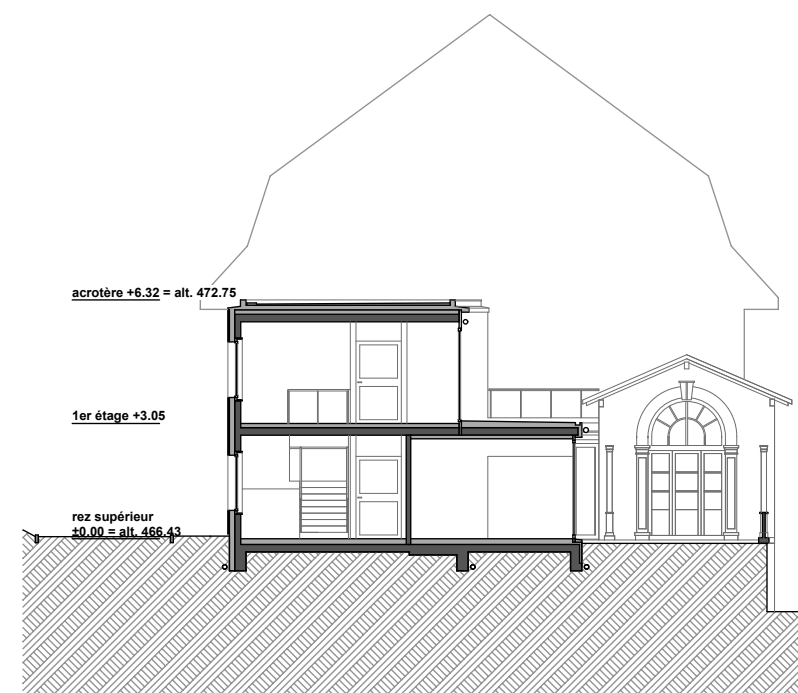 acrotère +6.32 = alt. 472.75
1er étage +3.05
rez supérieur
±0.00 = alt. 466.43